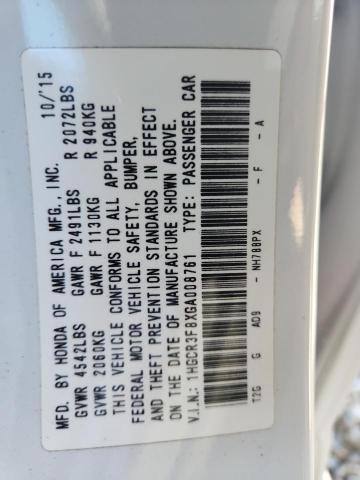 MFD. BY HONDA OF AMERICA MFG., INC. 10/'15
GVWR 4542LBS GAWR F 2491LBS R 2072LBS
GVWR 2060KG GAWR F 1130KG R 940KG
THIS VEHICLE CONFORMS TO ALL APPLICABLE
FEDERAL MOTOR VEHICLE SAFETY, BUMPER,
AND THEFT PREVENTION STANDARDS IN EFFECT
ON THE DATE OF MANUFACTURE SHOWN ABOVE.
V.I.N.: 1HGCR3F8XGA008761 TYPE: PASSENGER CAR
T2G G AD9 - NH788PX - F - A